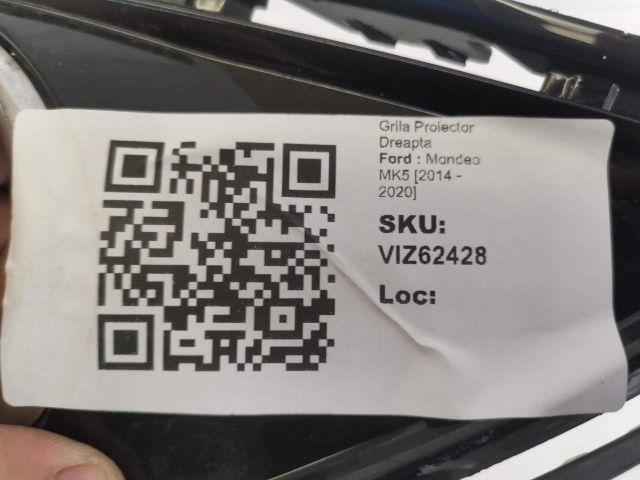 Grila Proiector
Dreapta
Ford : Mondeo
MK5 [2014 -
2020]
SKU:
VIZ62428
Loc: